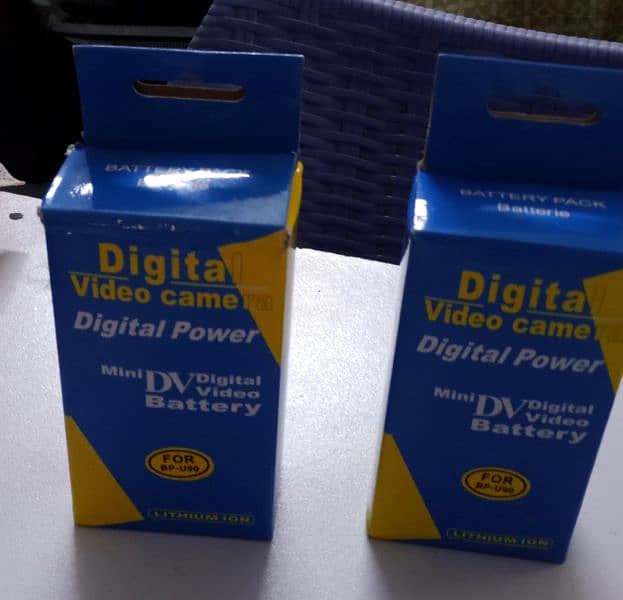 BATTERY
Digital
Video camera
Digital Power
Mini DV Digital
Video
Battery
FOR
BP-U90
LITHIUM ION
BATTERY PACK
Batterie
Digital
Video camera
Digital Power
Mini DV Digital
Video
Battery
FOR
BP-U90
LITHIUM ION